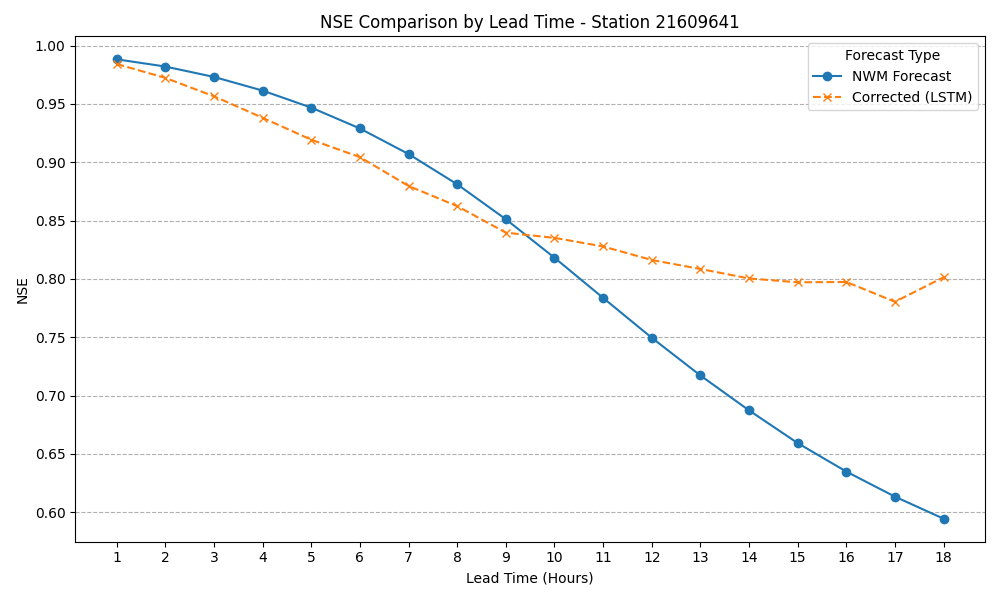 NSE Comparison by Lead Time - Station 21609641
Forecast Type
NWM Forecast
Corrected (LSTM)
NSE
1.00
0.95
0.90
0.85
0.80
0.75
0.70
0.65
0.60
1 2 3 4 5 6 7 8 9 10 11 12 13 14 15 16 17 18
Lead Time (Hours)